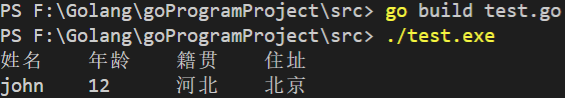 PS F:\Golang\goProgramProject\src> go build test.go
PS F:\Golang\goProgramProject\src> ./test.exe
姓名    年龄    籍贯    住址
john    12      河北    北京